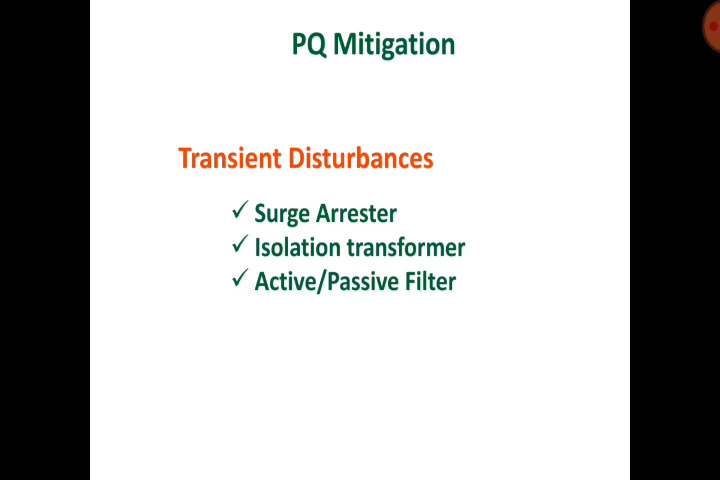 PQ Mitigation
Transient Disturbances
✓ Surge Arrester
✓ Isolation transformer
✓ Active/Passive Filter